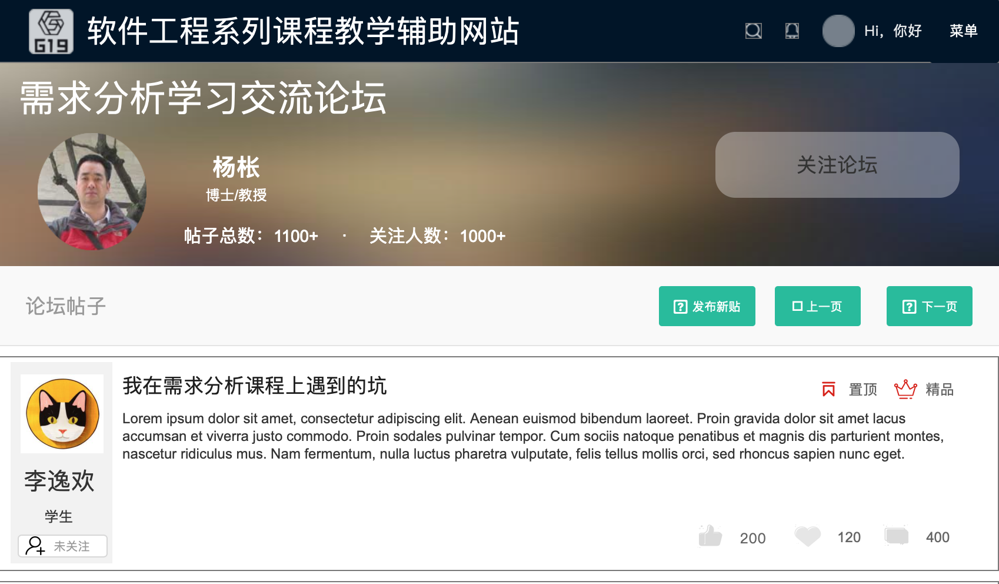 G19
软件工程系列课程教学辅助网站
Hi，你好
菜单
需求分析学习交流论坛
杨枨
博士/教授
关注论坛
帖子总数：1100+ · 关注人数：1000+
论坛帖子
发布新贴
上一页
下一页
我在需求分析课程上遇到的坑
置顶
精品
Lorem ipsum dolor sit amet, consectetur adipiscing elit. Aenean euismod bibendum laoreet. Proin gravida dolor sit amet lacus
accumsan et viverra justo commodo. Proin sodales pulvinar tempor. Cum sociis natoque penatibus et magnis dis parturient montes,
nascetur ridiculus mus. Nam fermentum, nulla luctus pharetra vulputate, felis tellus mollis orci, sed rhoncus sapien nunc eget.
李逸欢
学生
未关注
200
120
400